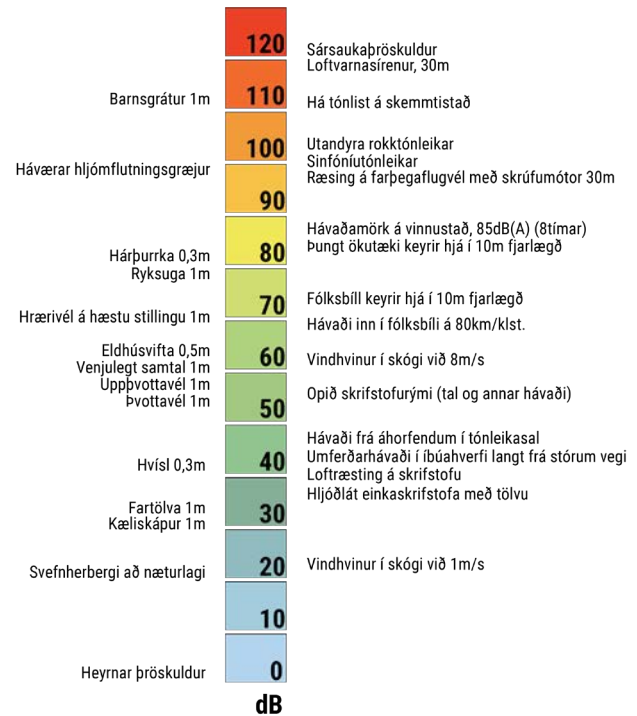 120
Sársaukaþröskuldur
Loftvarnasírenur, 30m
Barnsgrátur 1m
110
Há tónlist á skemmtistað
100
Utandyra rokktónleikar
Sinfóníutónleikar
Háværar hljómflutningsgræjur
Ræsing á farþegaflugvél með skrúfumótor 30m
90
Hávaðamörk á vinnustað, 85dB(A) (8tímar)
80
Þungt ökutæki keyrir hjá í 10m fjarlægð
Hárþurrka 0,3m
Ryksuga 1m
70
Fólksbíll keyrir hjá í 10m fjarlægð
Hrærivél á hæstu stillingu 1m
Hávaði inn í fólksbíli á 80km/klst.
Eldhúsvifta 0,5m
60
Vindhvinur í skógi við 8m/s
Venjulegt samtal 1m
Uppþvottavél 1m
Þvottavél 1m
50
Opið skrifstofurými (tal og annar hávaði)
Hávaði frá áhorfendum í tónleikasal
Umferðarhávaði í íbúahverfi langt frá stórum vegi
Hvísl 0,3m
40
Loftræsting á skrifstofu
Hljóðlát einkaskrifstofa með tölvu
Fartölva 1m
30
Kæliskápur 1m
Svefnherbergi að næturlagi
20
Vindhvinur í skógi við 1m/s
10
Heyrnar þröskuldur
0
dB